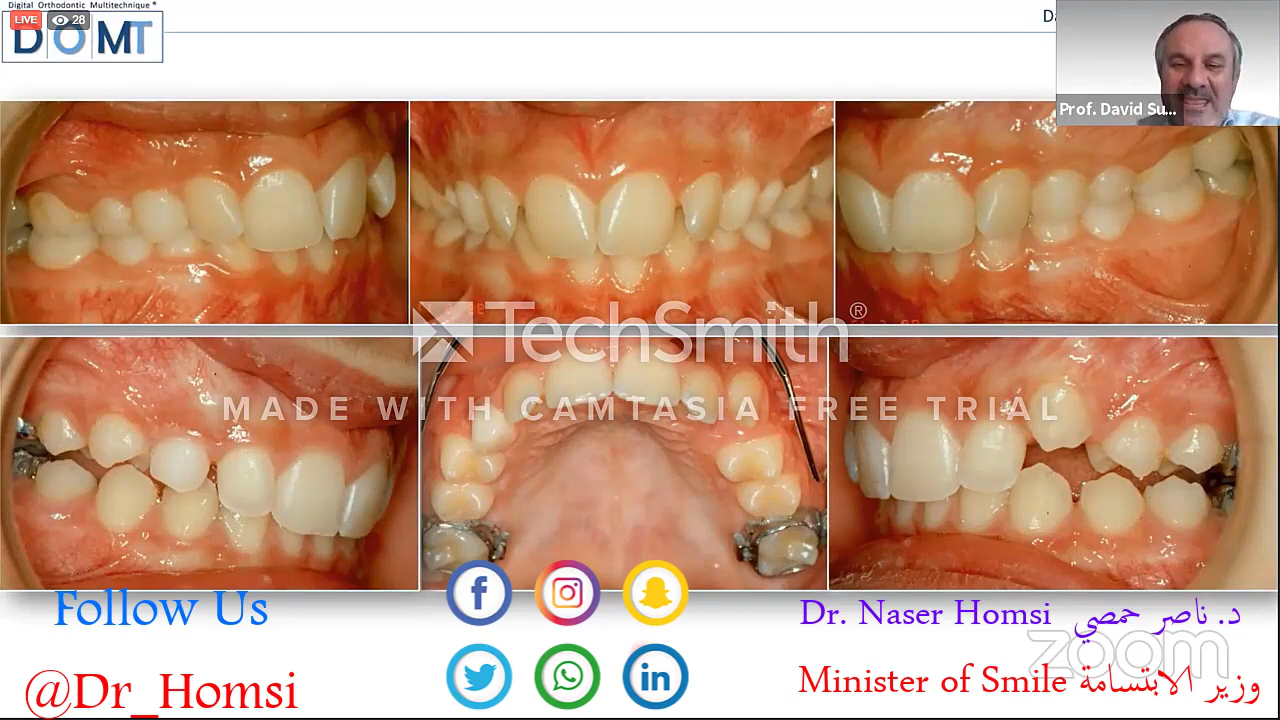 Digital Orthodontic Multitechnique®
LIVE 28
DOMT
Da
Prof. David Su...
TechSmith®
MADE WITH CAMTASIA FREE TRIAL
Follow Us
@Dr_Homsi
Dr. Naser Homsi د. ناصر حمصي
zoom
Minister of Smile وزير الابتسامة